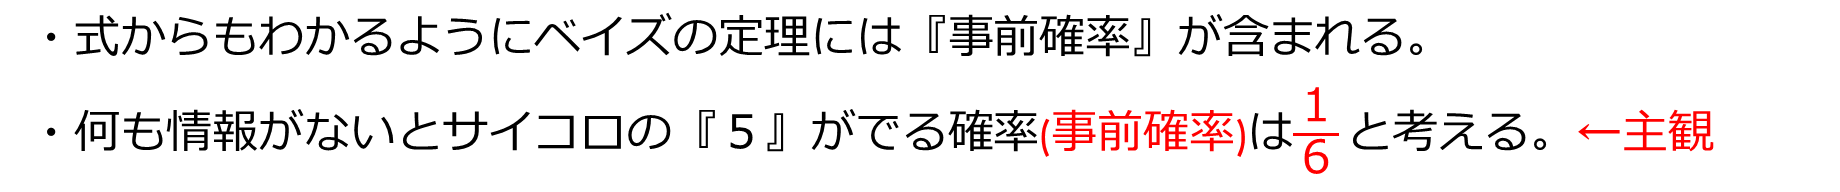 ・式からもわかるようにベイズの定理には『事前確率』が含まれる。
・何も情報がないとサイコロの『５』がでる確率(事前確率)は1/6と考える。←主観